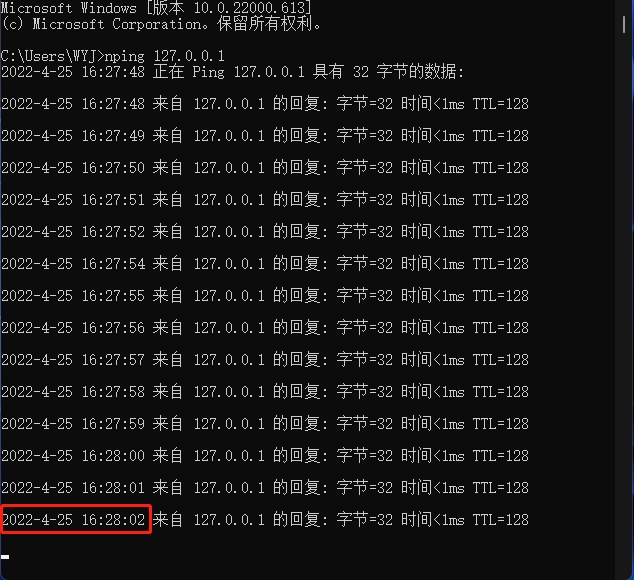 Microsoft Windows [版本 10.0.22000.613]
(c) Microsoft Corporation。保留所有权利。
C:\Users\WYJ>nping 127.0.0.1
2022-4-25 16:27:48 正在 Ping 127.0.0.1 具有 32 字节的数据:
2022-4-25 16:27:48 来自 127.0.0.1 的回复: 字节=32 时间<1ms TTL=128
2022-4-25 16:27:49 来自 127.0.0.1 的回复: 字节=32 时间<1ms TTL=128
2022-4-25 16:27:50 来自 127.0.0.1 的回复: 字节=32 时间<1ms TTL=128
2022-4-25 16:27:51 来自 127.0.0.1 的回复: 字节=32 时间<1ms TTL=128
2022-4-25 16:27:52 来自 127.0.0.1 的回复: 字节=32 时间<1ms TTL=128
2022-4-25 16:27:54 来自 127.0.0.1 的回复: 字节=32 时间<1ms TTL=128
2022-4-25 16:27:55 来自 127.0.0.1 的回复: 字节=32 时间<1ms TTL=128
2022-4-25 16:27:56 来自 127.0.0.1 的回复: 字节=32 时间<1ms TTL=128
2022-4-25 16:27:57 来自 127.0.0.1 的回复: 字节=32 时间<1ms TTL=128
2022-4-25 16:27:58 来自 127.0.0.1 的回复: 字节=32 时间<1ms TTL=128
2022-4-25 16:27:59 来自 127.0.0.1 的回复: 字节=32 时间<1ms TTL=128
2022-4-25 16:28:00 来自 127.0.0.1 的回复: 字节=32 时间<1ms TTL=128
2022-4-25 16:28:01 来自 127.0.0.1 的回复: 字节=32 时间<1ms TTL=128
2022-4-25 16:28:02 来自 127.0.0.1 的回复: 字节=32 时间<1ms TTL=128